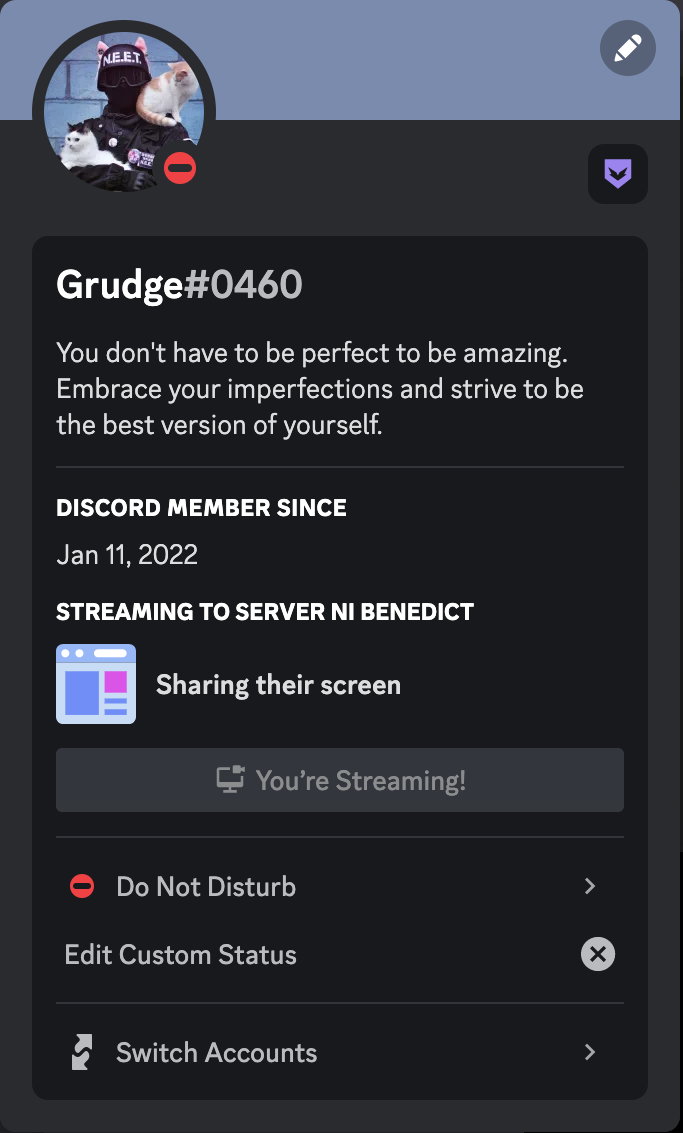 N.E.E.T.
Grudge#0460
You don't have to be perfect to be amazing.
Embrace your imperfections and strive to be
the best version of yourself.
DISCORD MEMBER SINCE
Jan 11, 2022
STREAMING TO SERVER NI BENEDICT
Sharing their screen
You're Streaming!
Do Not Disturb
Edit Custom Status
Switch Accounts